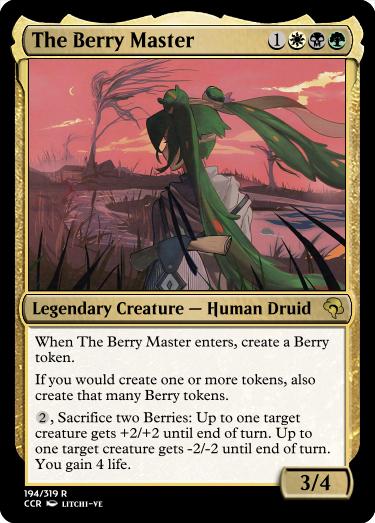 The Berry Master 1
Legendary Creature — Human Druid
When The Berry Master enters, create a Berry
token.
If you would create one or more tokens, also
create that many Berry tokens.
2, Sacrifice two Berries: Up to one target
creature gets +2/+2 until end of turn. Up to
one target creature gets -2/-2 until end of turn.
You gain 4 life.
3/4
194/319 R
CCR LITCHI-VE